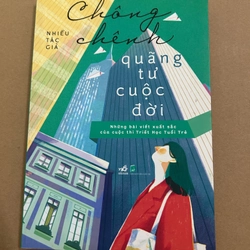 Chông
chênh
NHIỀU
TÁC
GIẢ
quãng
tư
cuộc
đời
Những bài viết xuất sắc
của cuộc thi Triết Học Tuổi Trẻ